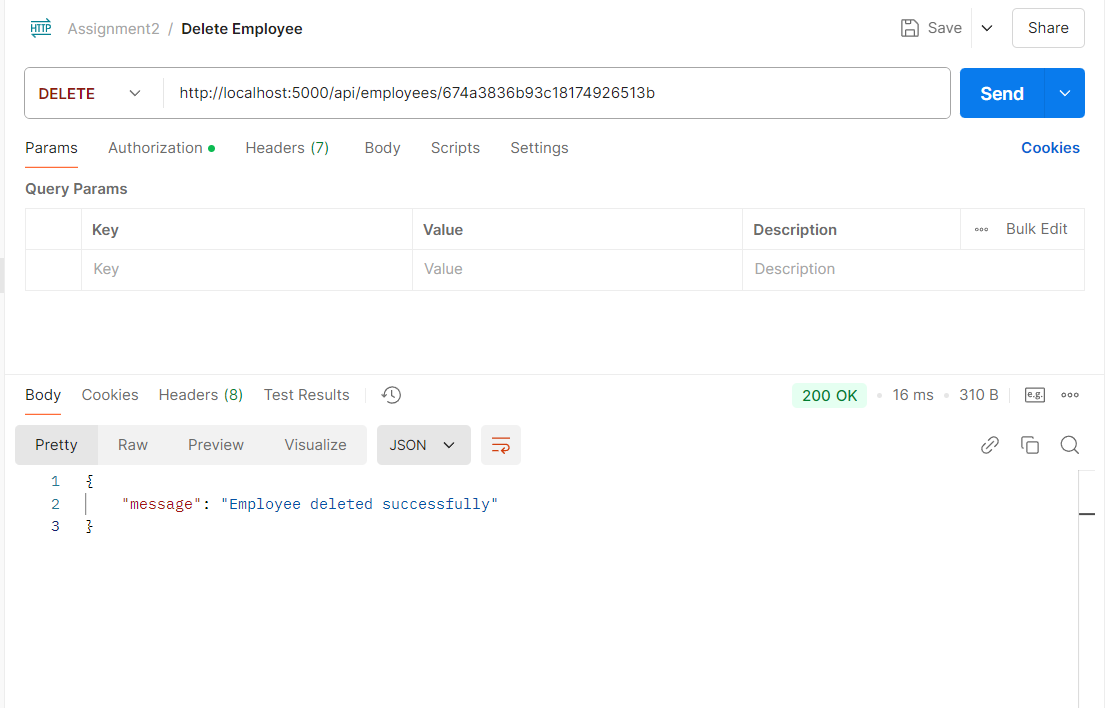 HTTP Assignment2 / Delete Employee Save Share
DELETE http://localhost:5000/api/employees/674a3836b93c18174926513b Send
Params Authorization Headers (7) Body Scripts Settings Cookies
Query Params
Key Value Description Bulk Edit
Key Value Description
Body Cookies Headers (8) Test Results 200 OK 16 ms 310 B e.g.
Pretty Raw Preview Visualize JSON
1 {
2 "message": "Employee deleted successfully"
3 }